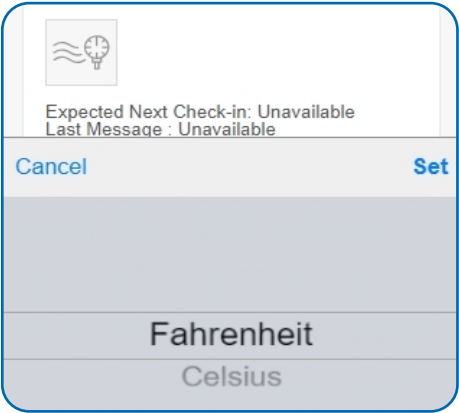 Expected Next Check-in: Unavailable
Last Message : Unavailable
Cancel Set
Fahrenheit
Celsius